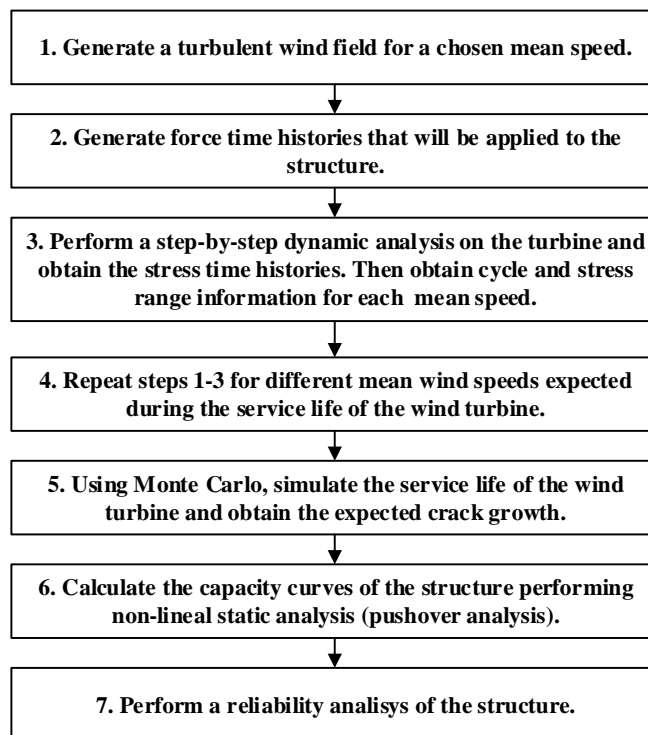 1. Generate a turbulent wind field for a chosen mean speed.
2. Generate force time histories that will be applied to the
structure.
3. Perform a step-by-step dynamic analysis on the turbine and
obtain the stress time histories. Then obtain cycle and stress
range information for each mean speed.
4. Repeat steps 1-3 for different mean wind speeds expected
during the service life of the wind turbine.
5. Using Monte Carlo, simulate the service life of the wind
turbine and obtain the expected crack growth.
6. Calculate the capacity curves of the structure performing
non-lineal static analysis (pushover analysis).
7. Perform a reliability analisys of the structure.